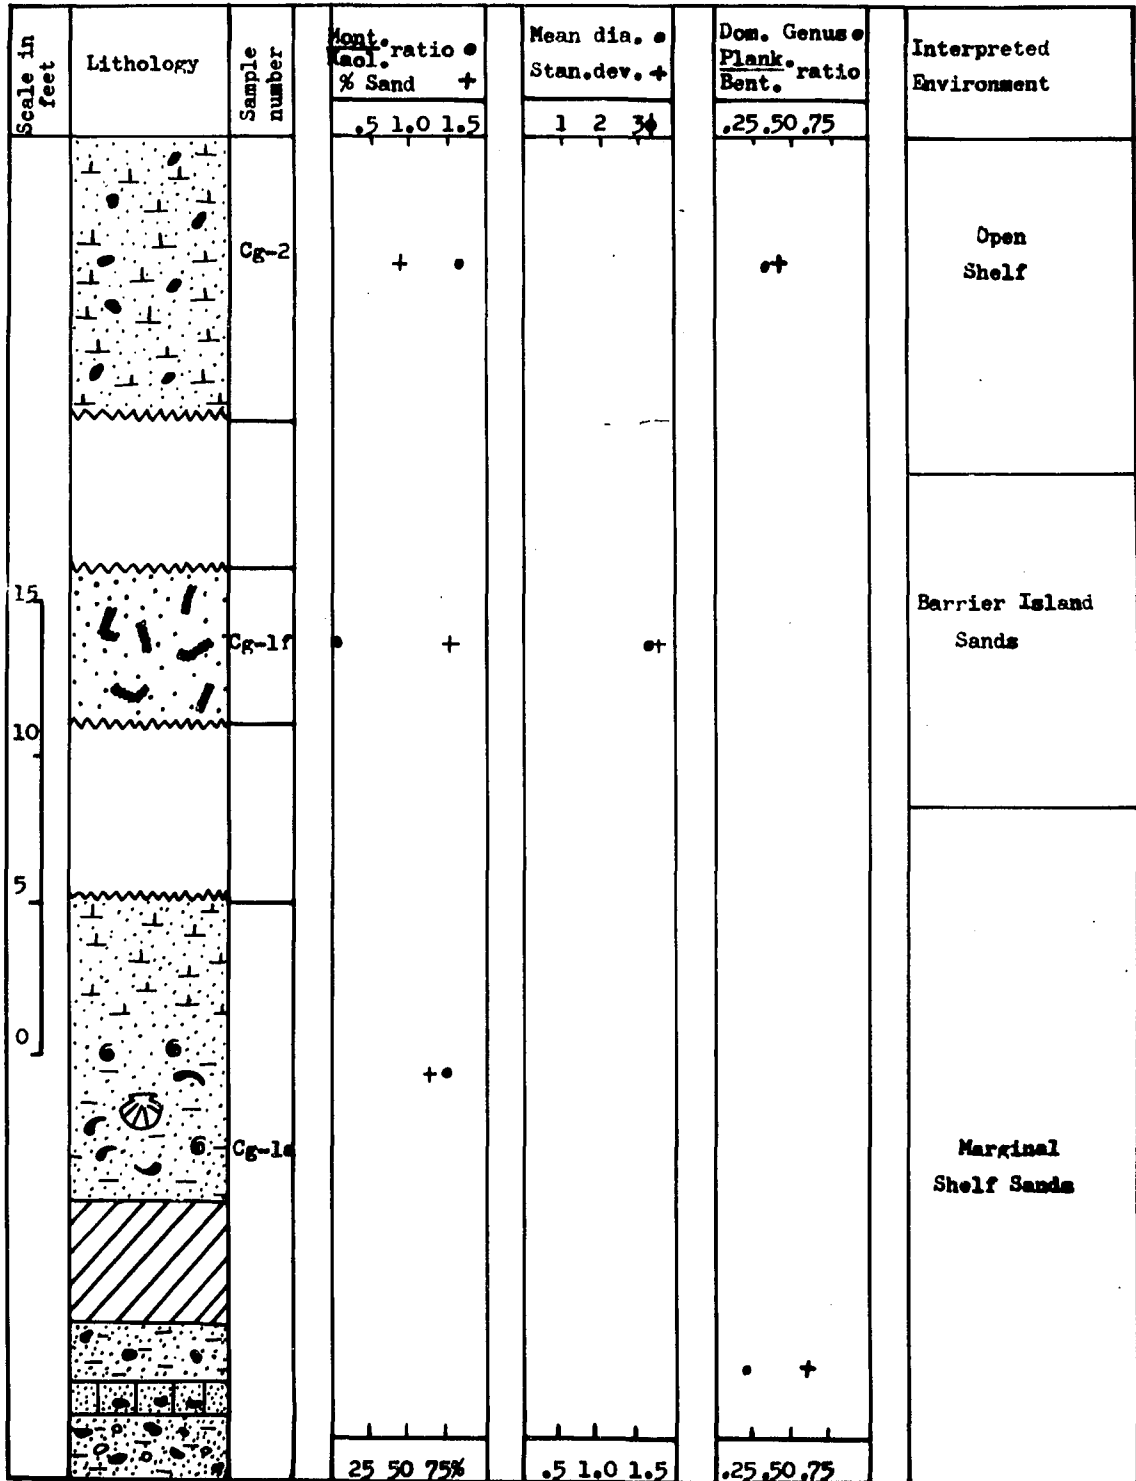 Scale in feet
Lithology
Sample number
Mont.
Kaol. ratio
% Sand +
Mean dia.
Stan.dev. +
Dom. Genus
Plank.
Bent. ratio
Interpreted
Environment
.5 1.0 1.5
1 2 3ϕ
.25 .50 .75
Cg-2
Open
Shelf
15
Cg-1f
Barrier Island
Sands
10
5
0
Cg-1a
Marginal
Shelf Sands
25 50 75%
.5 1.0 1.5
.25 .50 .75